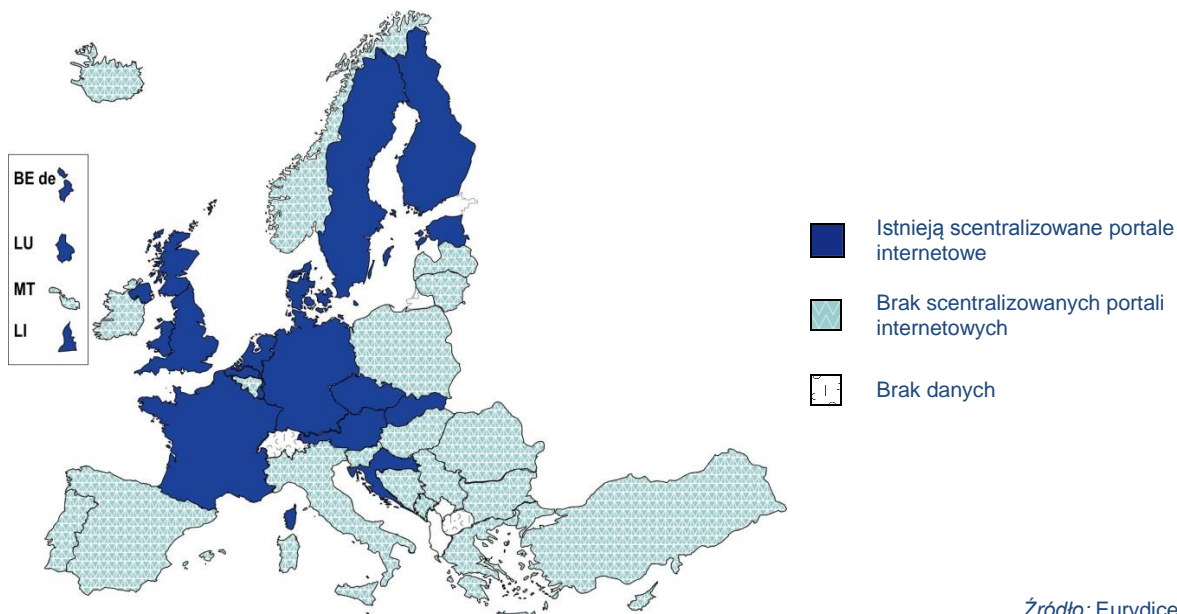 BE de
LU
MT
LI
Istnieją scentralizowane portale
internetowe
Brak scentralizowanych portali
internetowych
Brak danych
Źródło: Eurydice